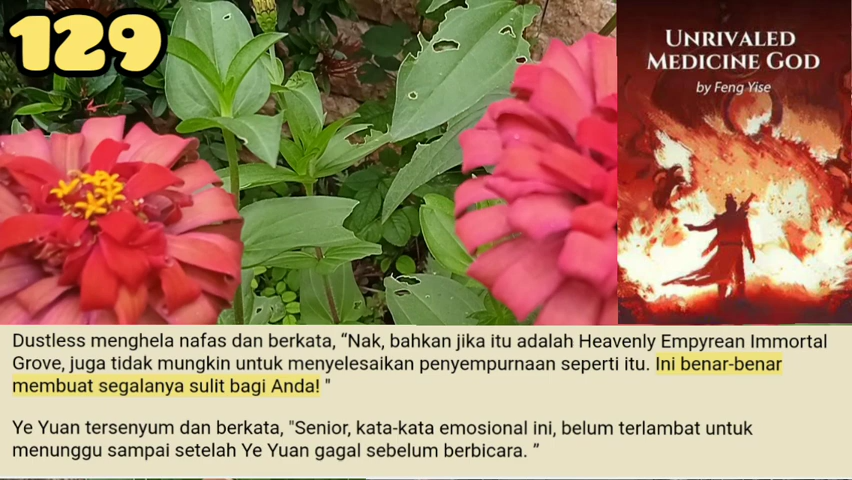 129
UNRIVALED
MEDICINE GOD
by Feng Yise
Dustless menghela nafas dan berkata, “Nak, bahkan jika itu adalah Heavenly Empyrean Immortal
Grove, juga tidak mungkin untuk menyelesaikan penyempurnaan seperti itu. Ini benar-benar
membuat segalanya sulit bagi Anda! "
Ye Yuan tersenyum dan berkata, "Senior, kata-kata emosional ini, belum terlambat untuk
menunggu sampai setelah Ye Yuan gagal sebelum berbicara. ”